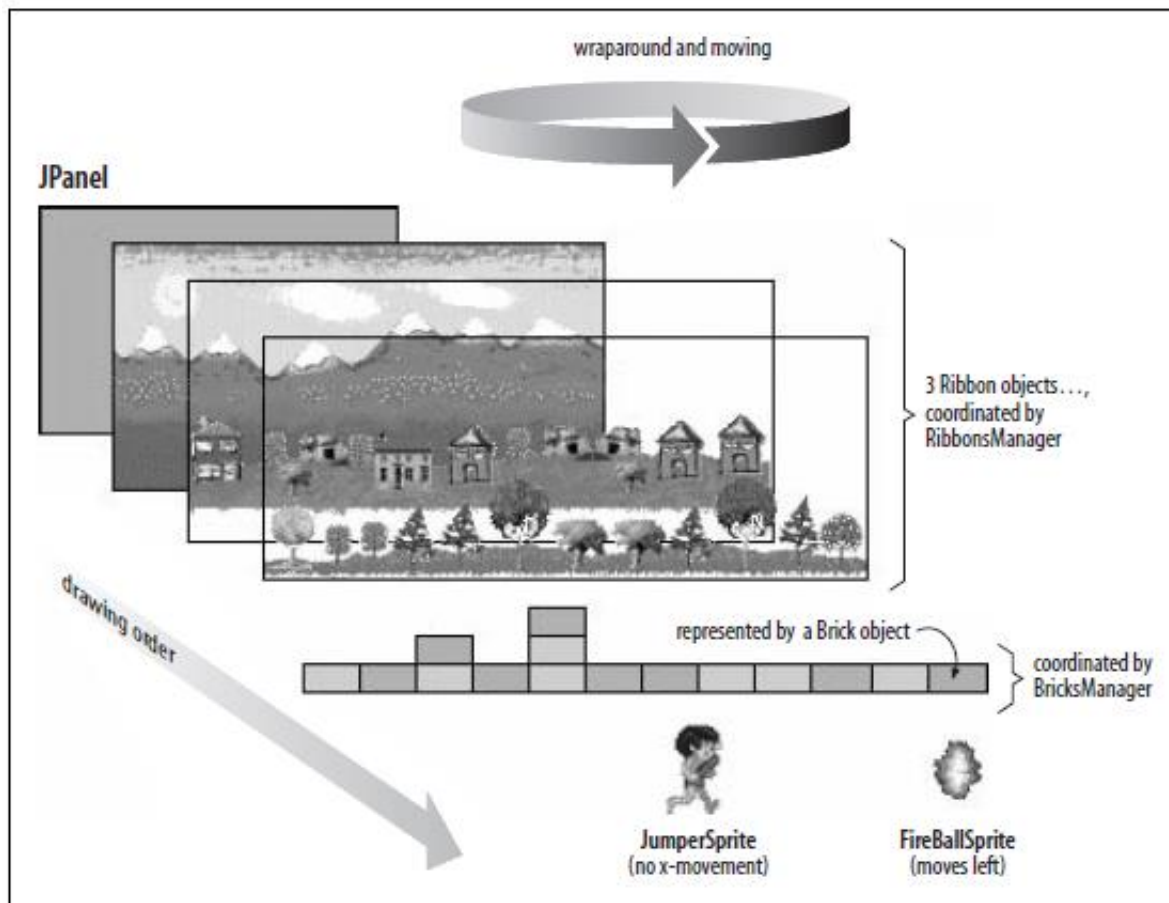 wraparound and moving
JPanel
3 Ribbon objects…,
coordinated by
RibbonsManager
drawing order
represented by a Brick object
coordinated by
BricksManager
JumperSprite
(no x-movement)
FireBallSprite
(moves left)